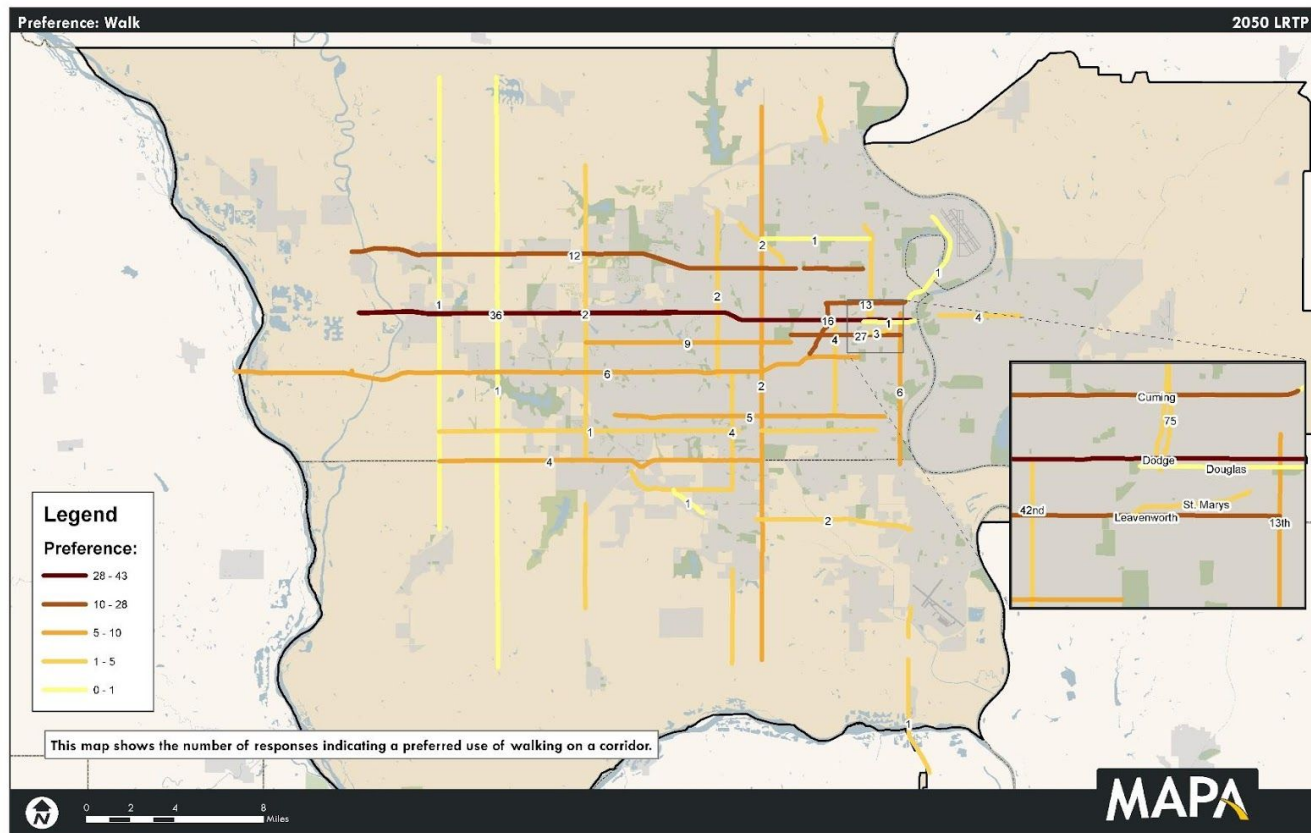 Preference: Walk
2050 LRTP
2
1
12
1
1
2
13
1
36
2
16
1
4
27
3
9
4
6
2
6
1
5
1
4
4
1
2
1
Cuming
75
Dodge
Douglas
St. Marys
42nd
Leavenworth
13th
Legend
Preference:
28 - 43
10 - 28
5 - 10
1 - 5
0 - 1
This map shows the number of responses indicating a preferred use of walking on a corridor.
N
0 2 4 8
Miles
MAPA